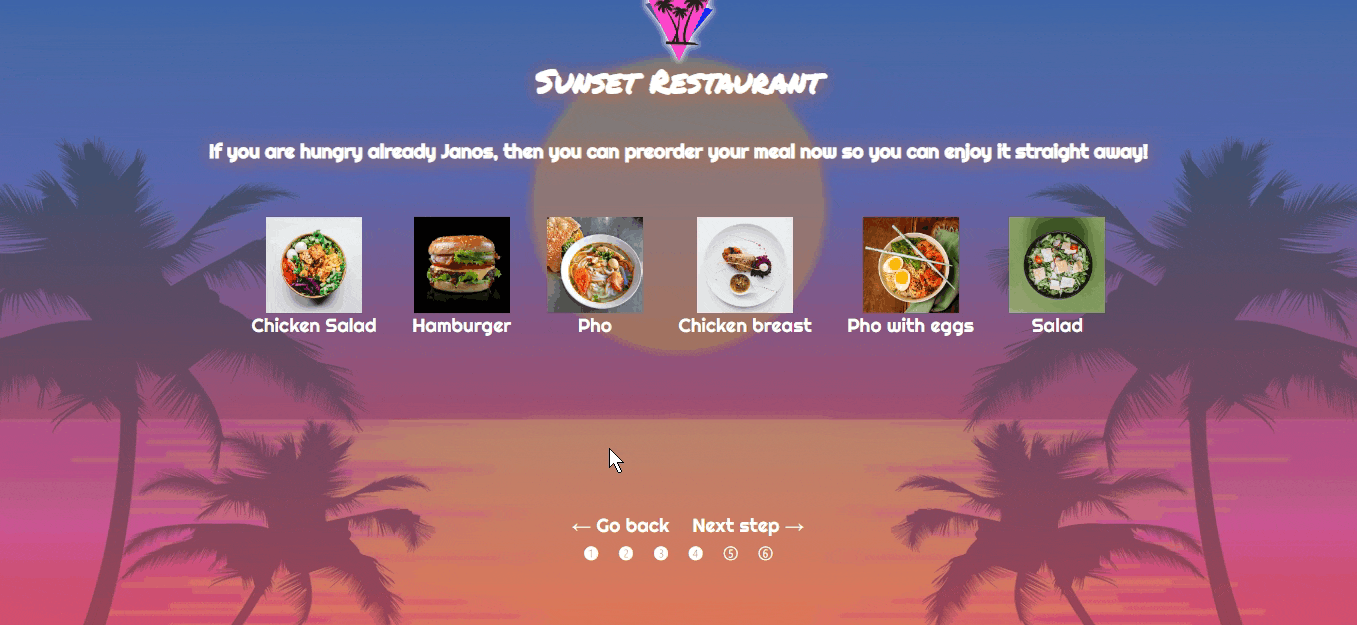 Sunset Restaurant
If you are hungry already Janos, then you can preorder your meal now so you can enjoy it straight away!
Chicken Salad
Hamburger
Pho
Chicken breast
Pho with eggs
Salad
← Go back
Next step →
❶ ❷ ❸ ❹ ⑤ ⑥